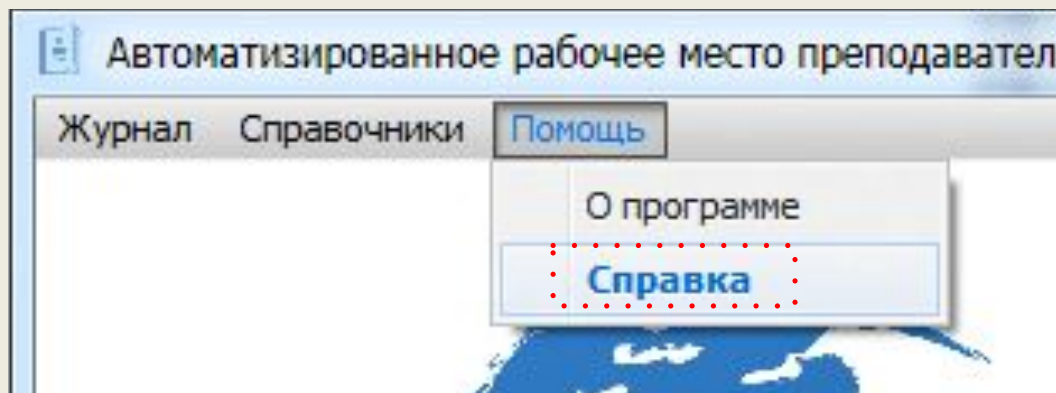 Автоматизированное рабочее место преподавател
Журнал Справочники Помощь
О программе
Справка